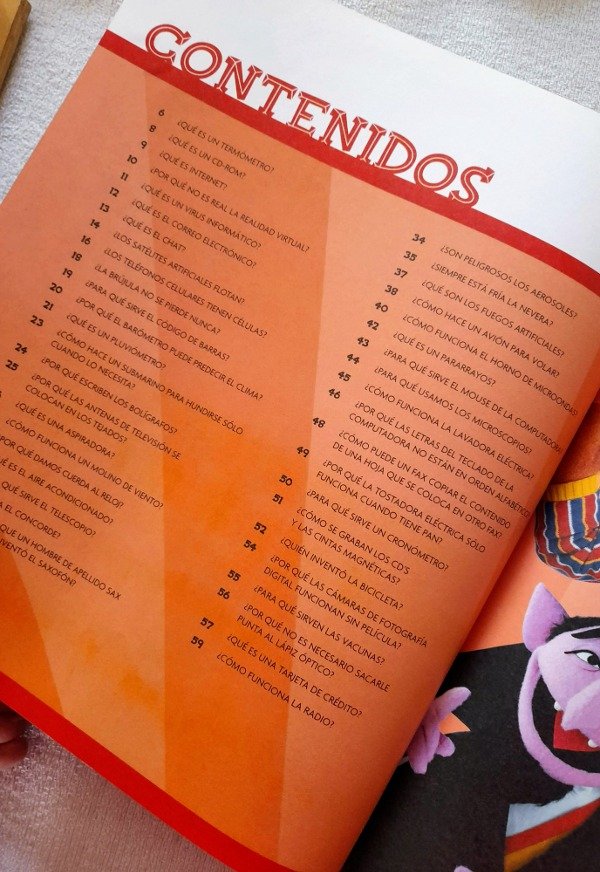 CONTENIDOS
6 ¿QUÉ ES UN TERMÓMETRO?
8 ¿QUÉ ES UN CD-ROM?
9 ¿QUÉ ES INTERNET?
10 ¿POR QUÉ NO ES REAL LA REALIDAD VIRTUAL?
11 ¿QUÉ ES UN VIRUS INFORMÁTICO?
12 ¿QUÉ ES EL CORREO ELECTRÓNICO?
13 ¿QUÉ ES EL CHAT?
14 ¿LOS SATÉLITES ARTIFICIALES FLOTAN?
16 ¿LOS TELÉFONOS CELULARES TIENEN CÉLULAS?
18 ¿LA BRÚJULA NO SE PIERDE NUNCA?
19 ¿PARA QUÉ SIRVE EL CÓDIGO DE BARRAS?
20 ¿POR QUÉ EL BARÓMETRO PUEDE PREDECIR EL CLIMA?
21 ¿QUÉ ES UN PLUVIÓMETRO?
23 ¿CÓMO HACE UN SUBMARINO PARA HUNDIRSE SÓLO
CUANDO LO NECESITA?
24 ¿POR QUÉ ESCRIBEN LOS BOLÍGRAFOS?
25 ¿POR QUÉ LAS ANTENAS DE TELEVISIÓN SE
COLOCAN EN LOS TEJADOS?
¿QUÉ ES UNA ASPIRADORA?
¿CÓMO FUNCIONA UN MOLINO DE VIENTO?
POR QUÉ DAMOS CUERDA AL RELOJ?
É ES EL AIRE ACONDICIONADO?
QUÉ SIRVE EL TELESCOPIO?
A EL CONCORDE?
QUE UN HOMBRE DE APELLIDO SAX
VENTÓ EL SAXOFÓN?
34 ¿SON PELIGROSOS LOS AEROSOLES?
35 ¿SIEMPRE ESTÁ FRÍA LA NEVERA?
37 ¿QUÉ SON LOS FUEGOS ARTIFICIALES?
38 ¿CÓMO HACE UN AVIÓN PARA VOLAR?
40 ¿CÓMO FUNCIONA EL HORNO DE MICROONDAS?
42 ¿QUÉ ES UN PARARRAYOS?
43 ¿PARA QUÉ SIRVE EL MOUSE DE LA COMPUTADORA?
44 ¿PARA QUÉ USAMOS LOS MICROSCOPIOS?
45 ¿CÓMO FUNCIONA LA LAVADORA ELÉCTRICA?
46 ¿POR QUÉ LAS LETRAS DEL TECLADO DE LA
COMPUTADORA NO ESTÁN EN ORDEN ALFABÉTICO?
48 ¿CÓMO PUEDE UN FAX COPIAR EL CONTENIDO
DE UNA HOJA QUE SE COLOCA EN OTRO FAX?
49 ¿POR QUÉ LA TOSTADORA ELÉCTRICA SÓLO
FUNCIONA CUANDO TIENE PAN?
50 ¿PARA QUÉ SIRVE UN CRONÓMETRO?
51 ¿CÓMO SE GRABAN LOS CD'S
Y LAS CINTAS MAGNÉTICAS?
52 ¿QUIÉN INVENTÓ LA BICICLETA?
54 ¿POR QUÉ LAS CÁMARAS DE FOTOGRAFÍA
DIGITAL FUNCIONAN SIN PELÍCULA?
55 ¿PARA QUÉ SIRVEN LAS VACUNAS?
56 ¿POR QUÉ NO ES NECESARIO SACARLE
PUNTA AL LÁPIZ ÓPTICO?
57 ¿QUÉ ES UNA TARJETA DE CRÉDITO?
59 ¿CÓMO FUNCIONA LA RADIO?